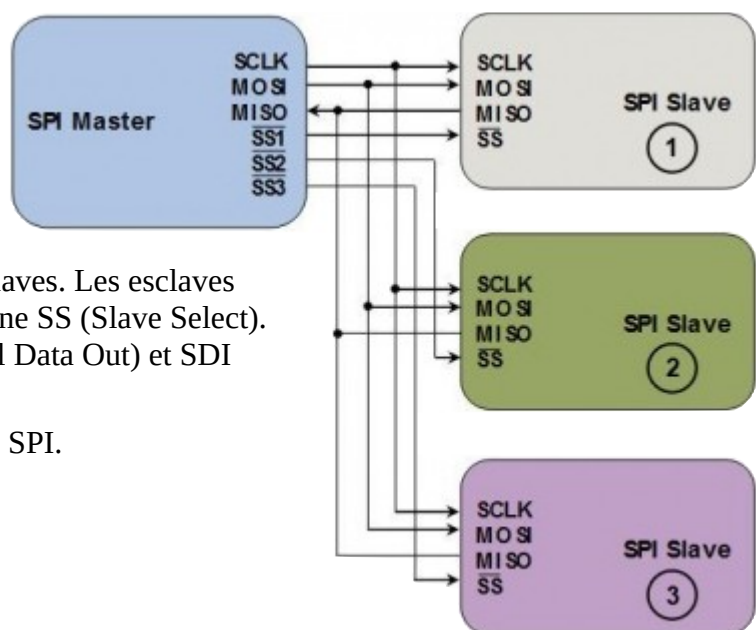 SPI Master
SCLK
MOSI
MISO
SS1
SS2
SS3
SCLK
MOSI
MISO
SS
SPI Slave
1
laves. Les esclaves
ne SS (Slave Select).
l Data Out) et SDI
SPI.
SCLK
MOSI
MISO
SS
SPI Slave
2
SCLK
MOSI
MISO
SS
SPI Slave
3